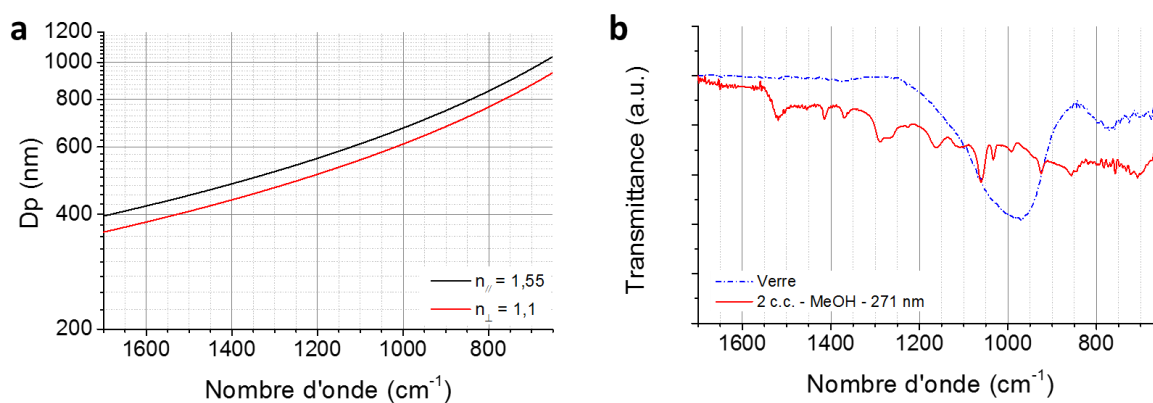 a
Dp (nm)
1200
1000
800
600
400
200
1600
1400
1200
1000
800
Nombre d'onde (cm⁻¹)
n// = 1,55
n⊥ = 1,1
b
Transmittance (a.u.)
Verre
2 c.c. - MeOH - 271 nm
1600
1400
1200
1000
800
Nombre d'onde (cm⁻¹)